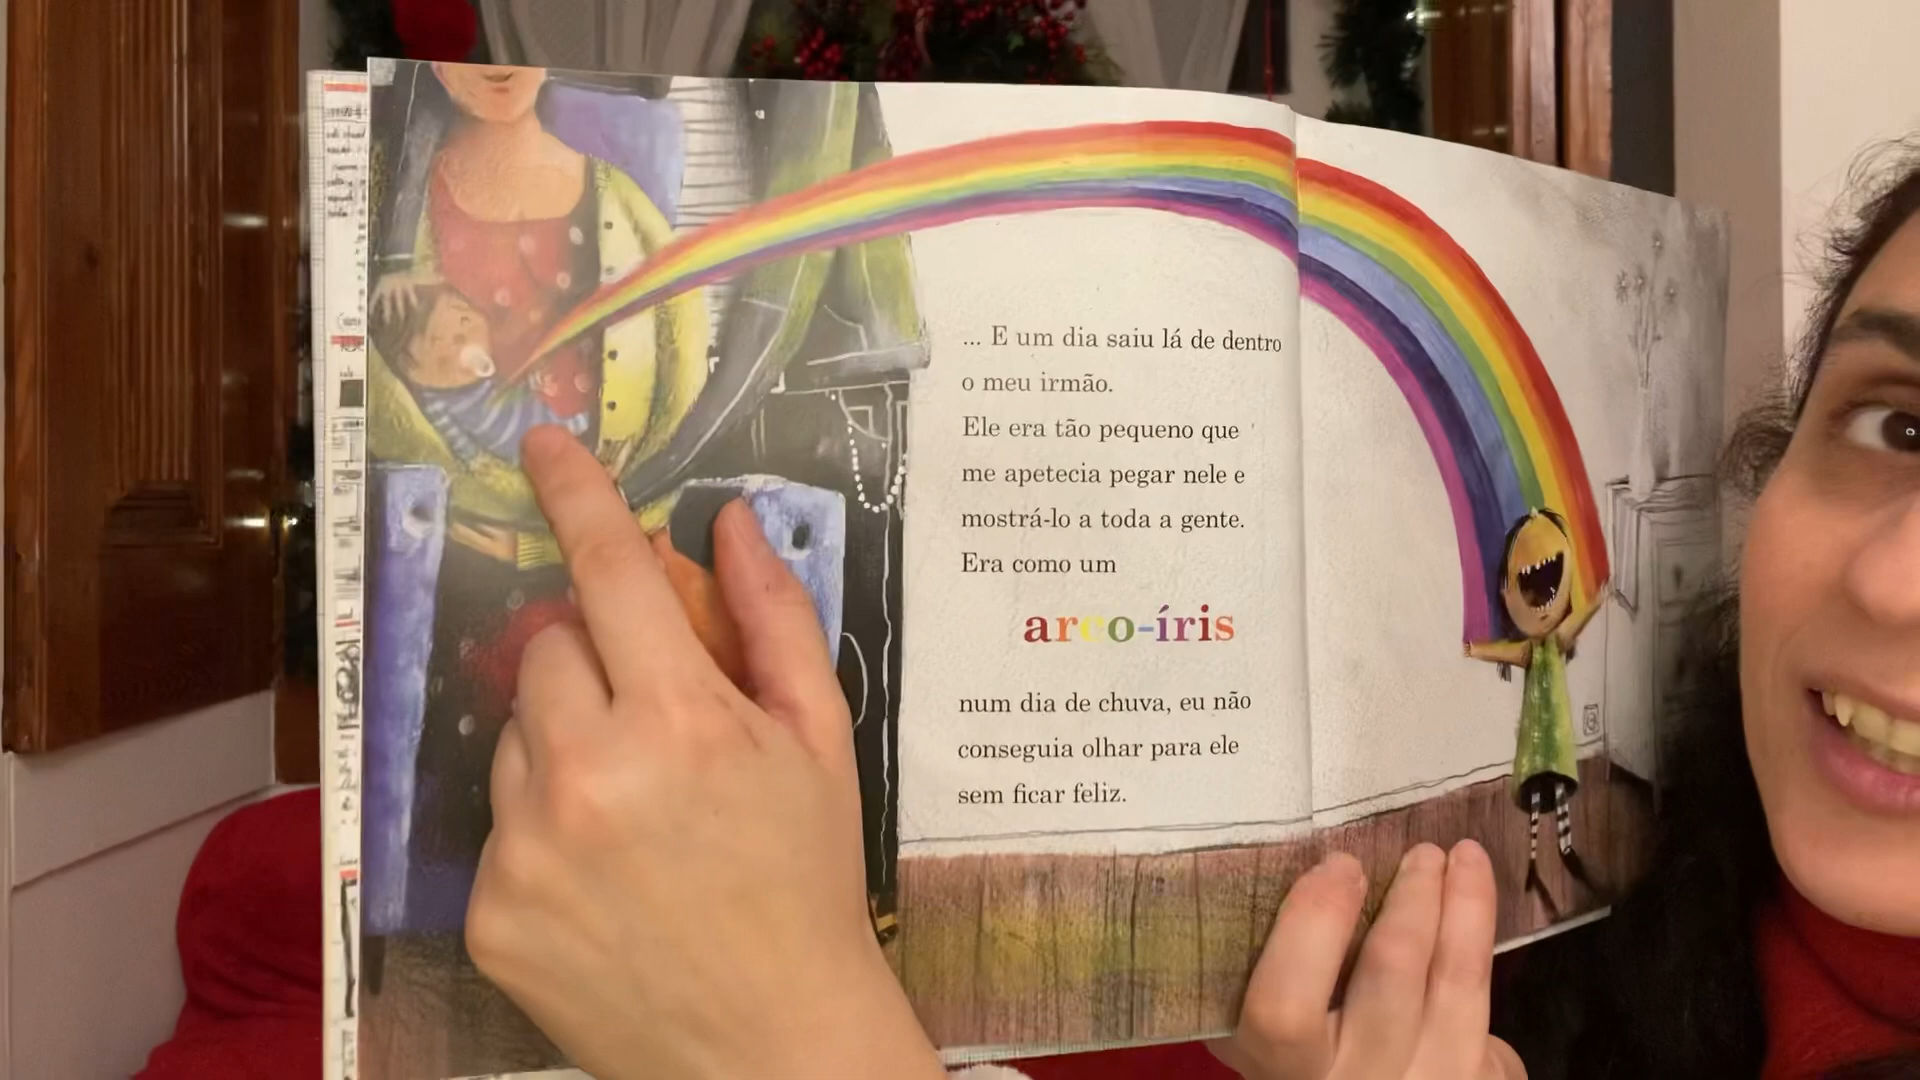 ... E um dia saiu lá de dentro
o meu irmão.
Ele era tão pequeno que
me apetecia pegar nele e
mostrá-lo a toda a gente.
Era como um
arco-íris
num dia de chuva, eu não
conseguia olhar para ele
sem ficar feliz.